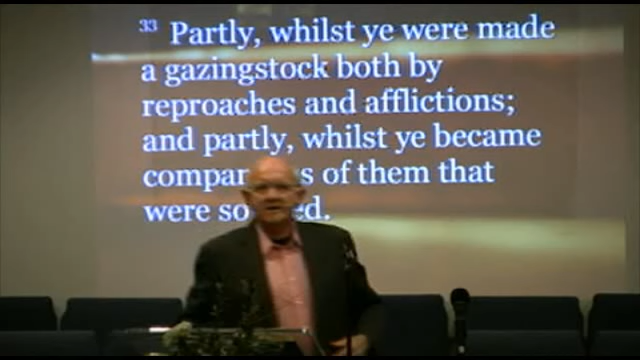 33 Partly, whilst ye were made
a gazingstock both by
reproaches and afflictions;
and partly, whilst ye became
of them that
were